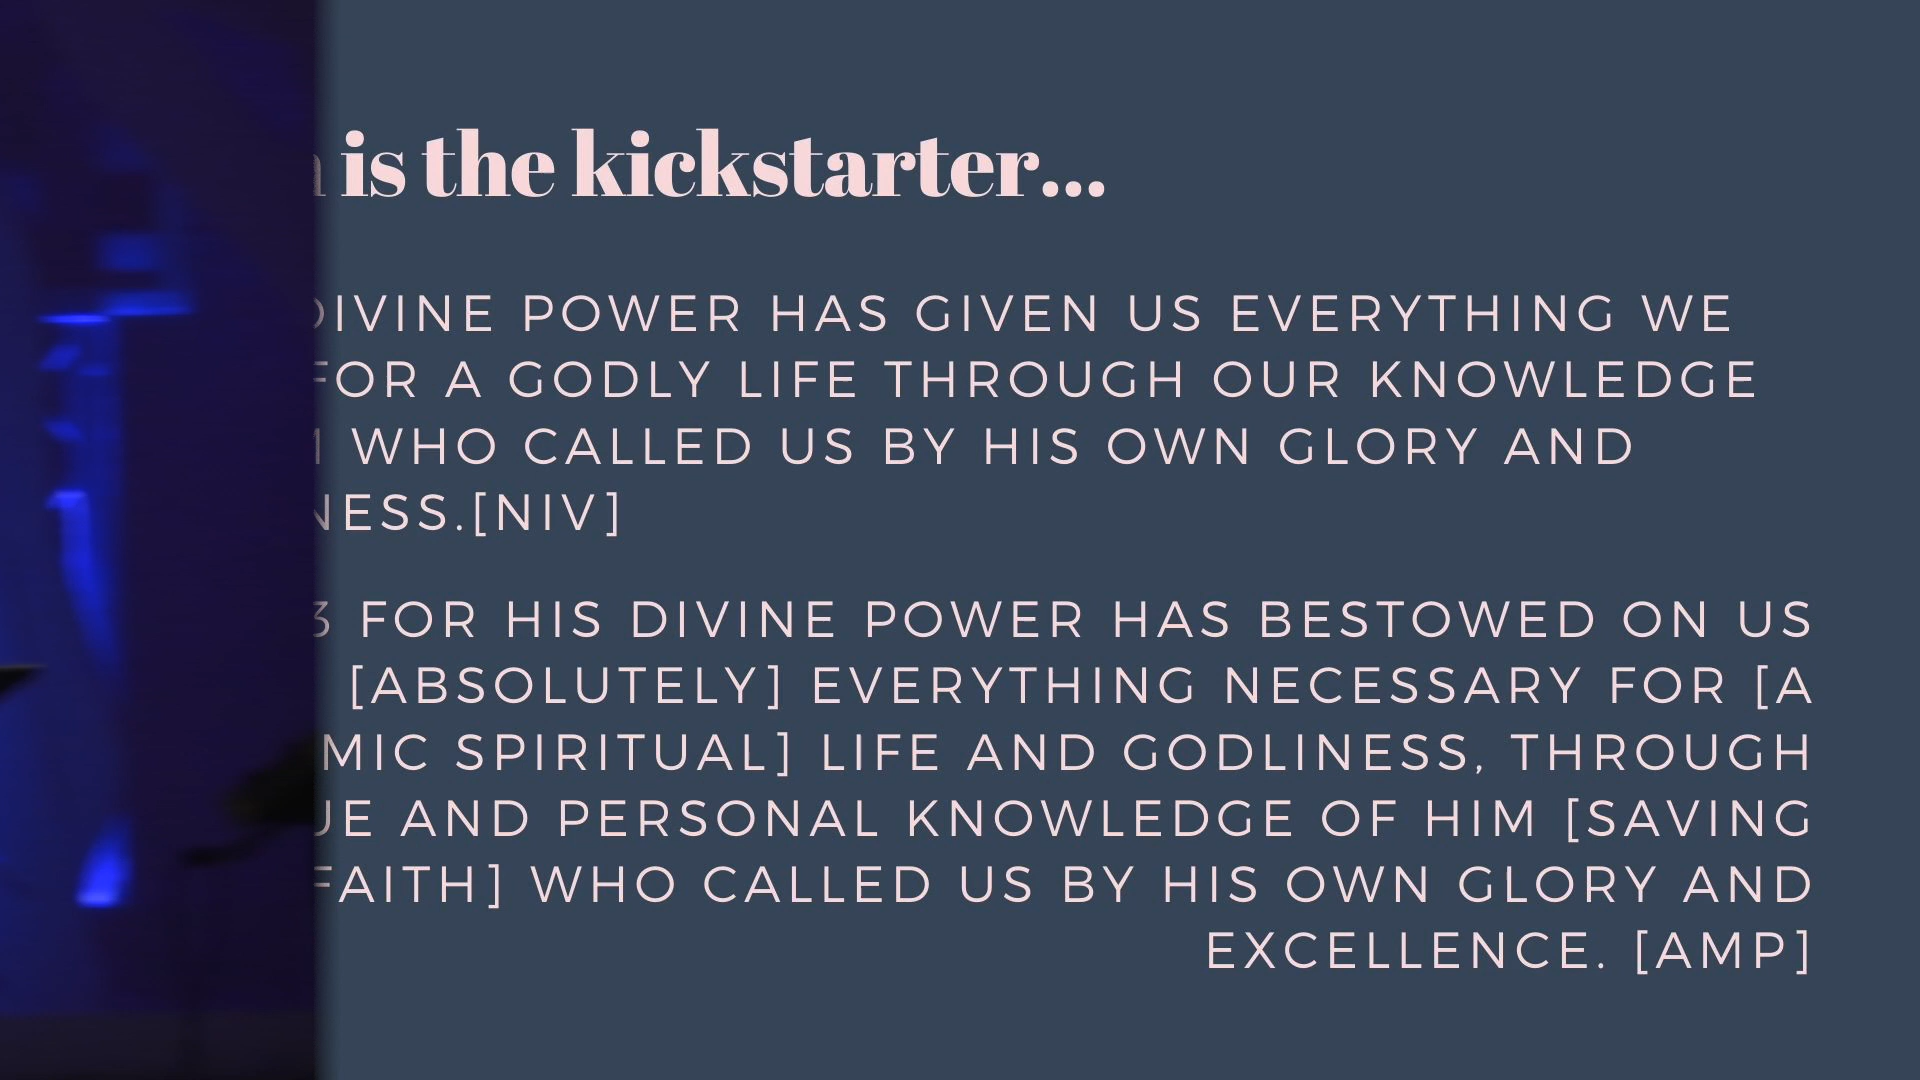 is the kickstarter...
DIVINE POWER HAS GIVEN US EVERYTHING WE
FOR A GODLY LIFE THROUGH OUR KNOWLEDGE
WHO CALLED US BY HIS OWN GLORY AND
NESS.[NIV]
3 FOR HIS DIVINE POWER HAS BESTOWED ON US
[ABSOLUTELY] EVERYTHING NECESSARY FOR [A
MIC SPIRITUAL] LIFE AND GODLINESS, THROUGH
UE AND PERSONAL KNOWLEDGE OF HIM [SAVING
FAITH] WHO CALLED US BY HIS OWN GLORY AND
EXCELLENCE. [AMP]